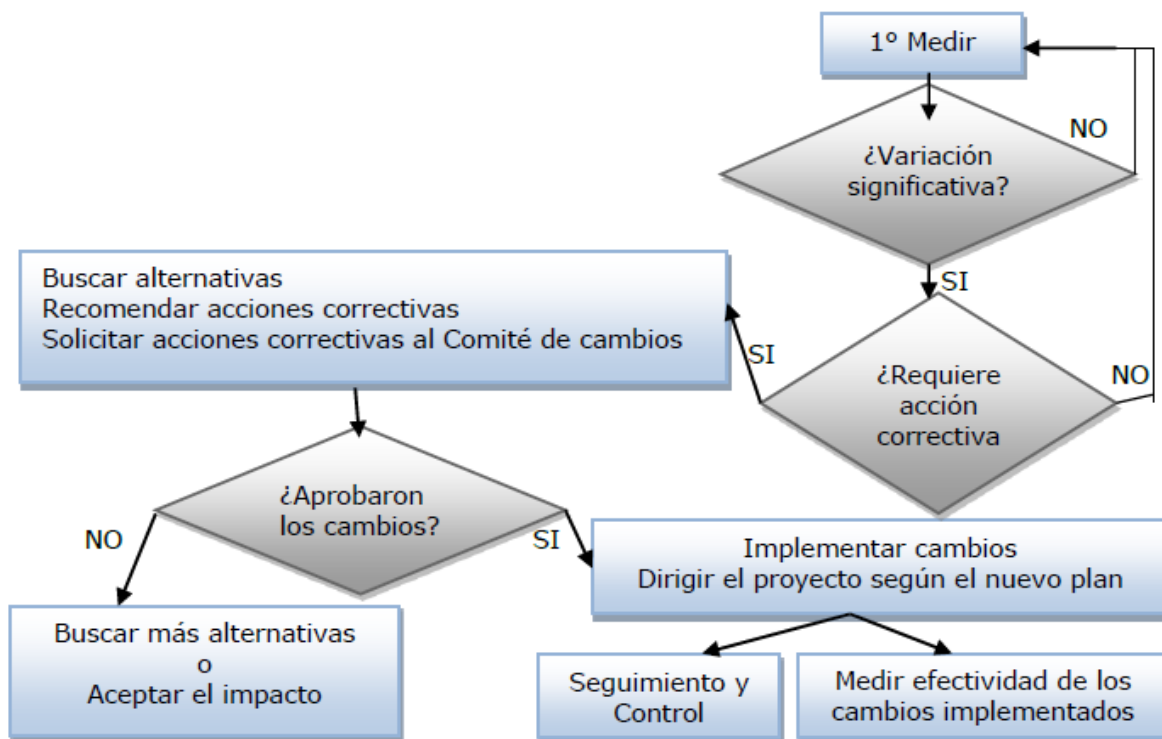 1º Medir
NO
¿Variación
significativa?
SI
Buscar alternativas
Recomendar acciones correctivas
Solicitar acciones correctivas al Comité de cambios
SI
¿Requiere
acción
correctiva
NO
¿Aprobaron
los cambios?
NO
SI
Implementar cambios
Dirigir el proyecto según el nuevo plan
Buscar más alternativas
o
Aceptar el impacto
Seguimiento y
Control
Medir efectividad de los
cambios implementados